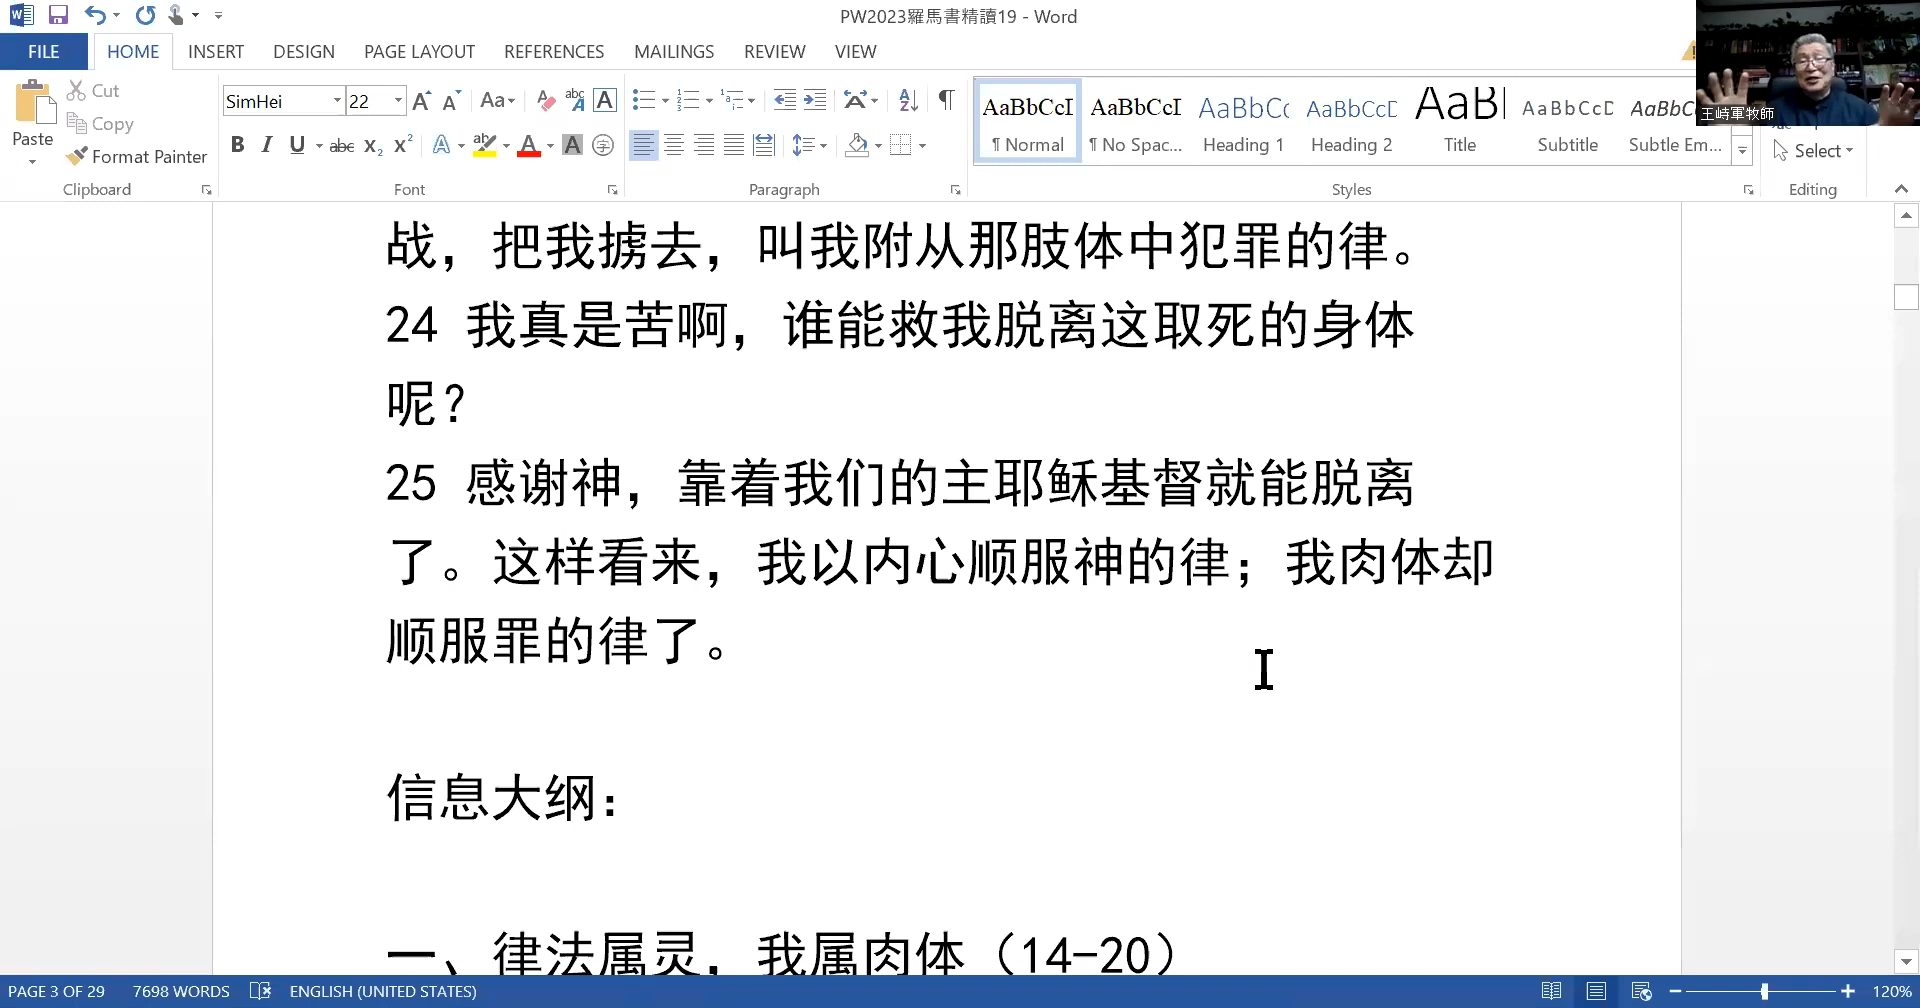 PW2023羅馬書精讀19 - Word
FILE HOME INSERT DESIGN PAGE LAYOUT REFERENCES MAILINGS REVIEW VIEW
王峙軍牧師
Paste
Cut
Copy
Format Painter
Clipboard
SimHei 22
Font
Paragraph
AaBbCcI AaBbCcI AaBbCc AaBbCcD AaBl AaBbCcD AaBbCc
¶ Normal ¶ No Spac... Heading 1 Heading 2 Title Subtitle Subtle Em...
Styles
Select
Editing
战，把我掳去，叫我附从那肢体中犯罪的律。
24 我真是苦啊，谁能救我脱离这取死的身体
呢？
25 感谢神，靠着我们的主耶稣基督就能脱离
了。这样看来，我以内心顺服神的律；我肉体却
顺服罪的律了。
信息大纲：
一、律法属灵，我属肉体（14-20）
PAGE 3 OF 29 7698 WORDS ENGLISH (UNITED STATES) 120%